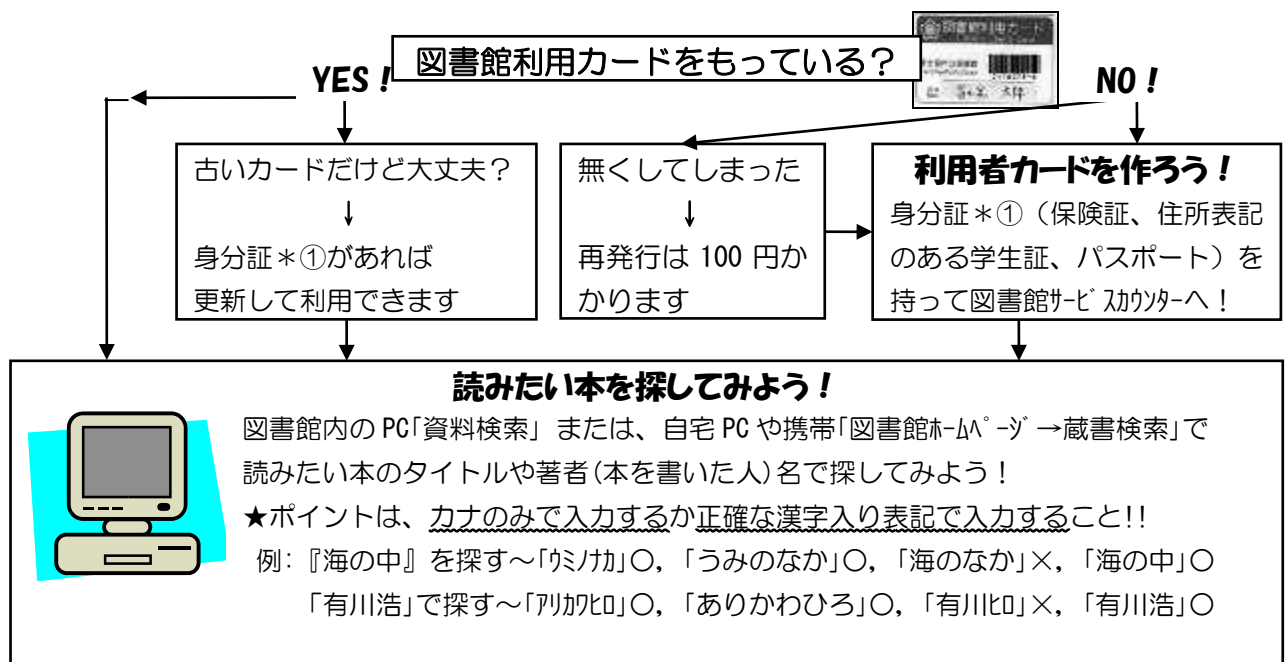 図書館利用カードをもっている？
YES！
NO！
古いカードだけど大丈夫？
↓
身分証＊①があれば
更新して利用できます
無くしてしまった
↓
再発行は 100 円か
かります
利用者カードを作ろう！
身分証＊①（保険証、住所表記
のある学生証、パスポート）を
持って図書館ｻｰﾋﾞｽｶｳﾝﾀｰへ！
読みたい本を探してみよう！
図書館内の PC｢資料検索」または、自宅 PC や携帯｢図書館ﾎｰﾑﾍﾟｰｼﾞ→蔵書検索｣で
読みたい本のタイトルや著者(本を書いた人)名で探してみよう！
★ポイントは、カナのみで入力するか正確な漢字入り表記で入力すること!!
例：『海の中』を探す～｢ｳﾐﾉﾅｶ｣〇，｢うみのなか｣〇，｢海のなか｣×，｢海の中｣〇
｢有川浩｣で探す～｢ｱﾘｶﾜﾋﾛ｣〇，｢ありかわひろ｣〇，｢有川ﾋﾛ｣×，｢有川浩｣〇